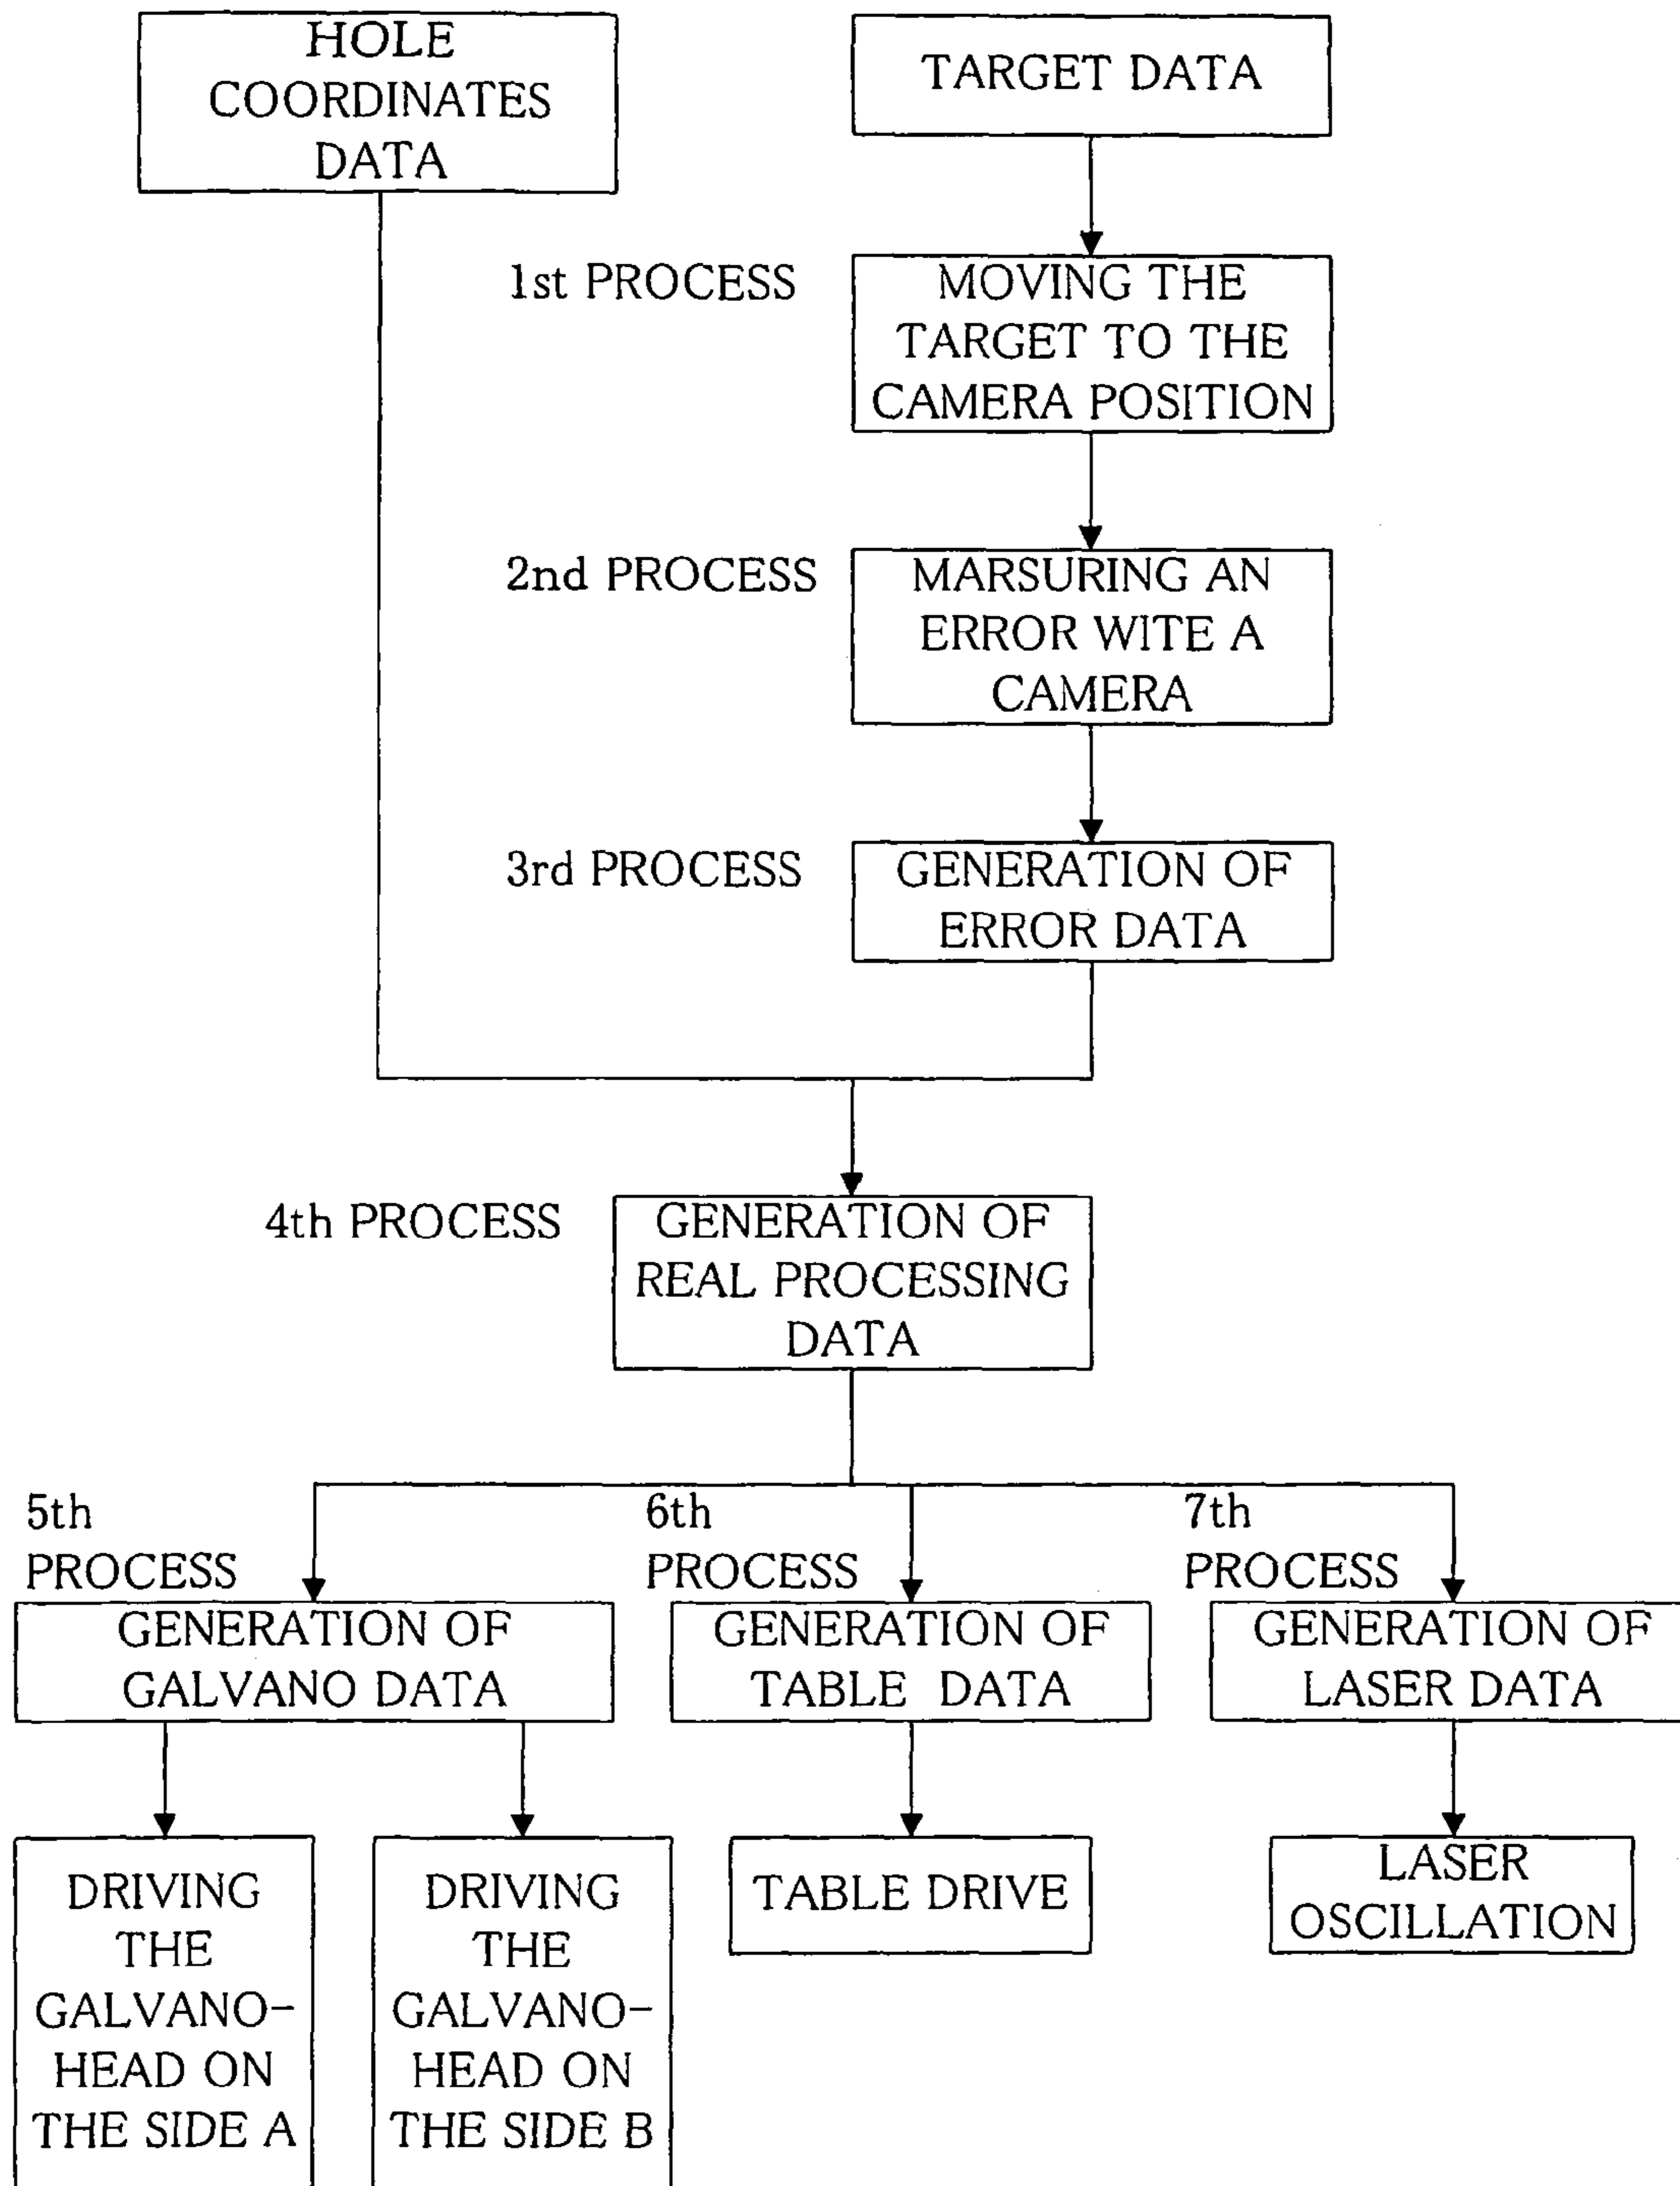 HOLE
COORDINATES
DATA
TARGET DATA
1st PROCESS
MOVING THE
TARGET TO THE
CAMERA POSITION
2nd PROCESS
MARSURING AN
ERROR WITE A
CAMERA
3rd PROCESS
GENERATION OF
ERROR DATA
4th PROCESS
GENERATION OF
REAL PROCESSING
DATA
5th
PROCESS
GENERATION OF
GALVANO DATA
6th
PROCESS
GENERATION OF
TABLE DATA
7th
PROCESS
GENERATION OF
LASER DATA
DRIVING
THE
GALVANO-
HEAD ON
THE SIDE A
DRIVING
THE
GALVANO-
HEAD ON
THE SIDE B
TABLE DRIVE
LASER
OSCILLATION